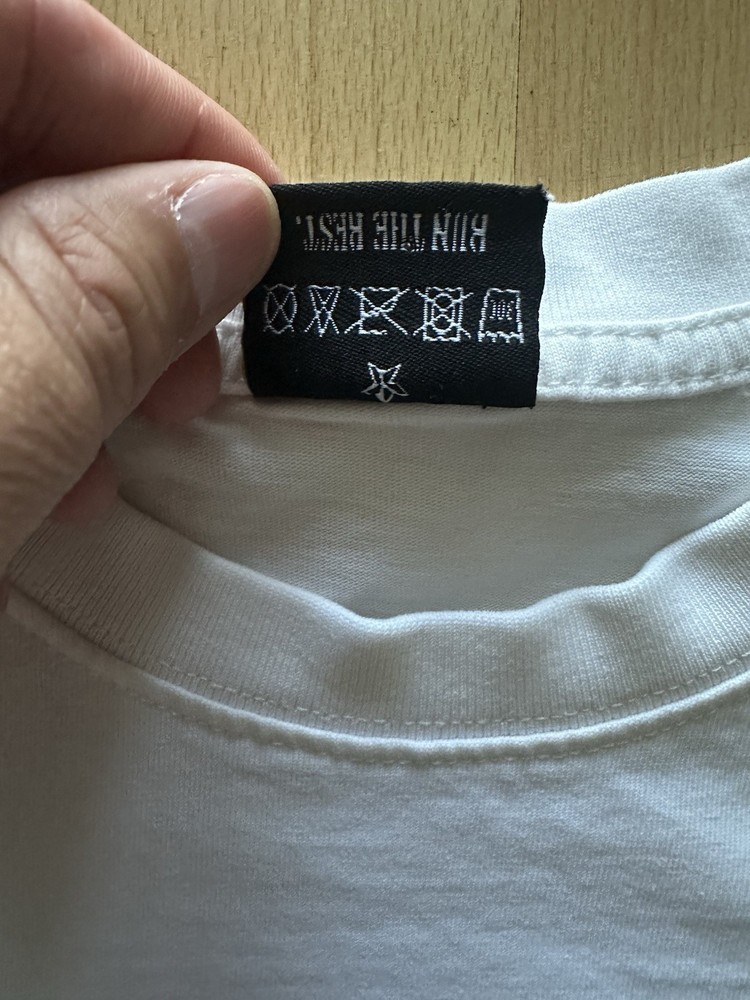 RUN THE REST.